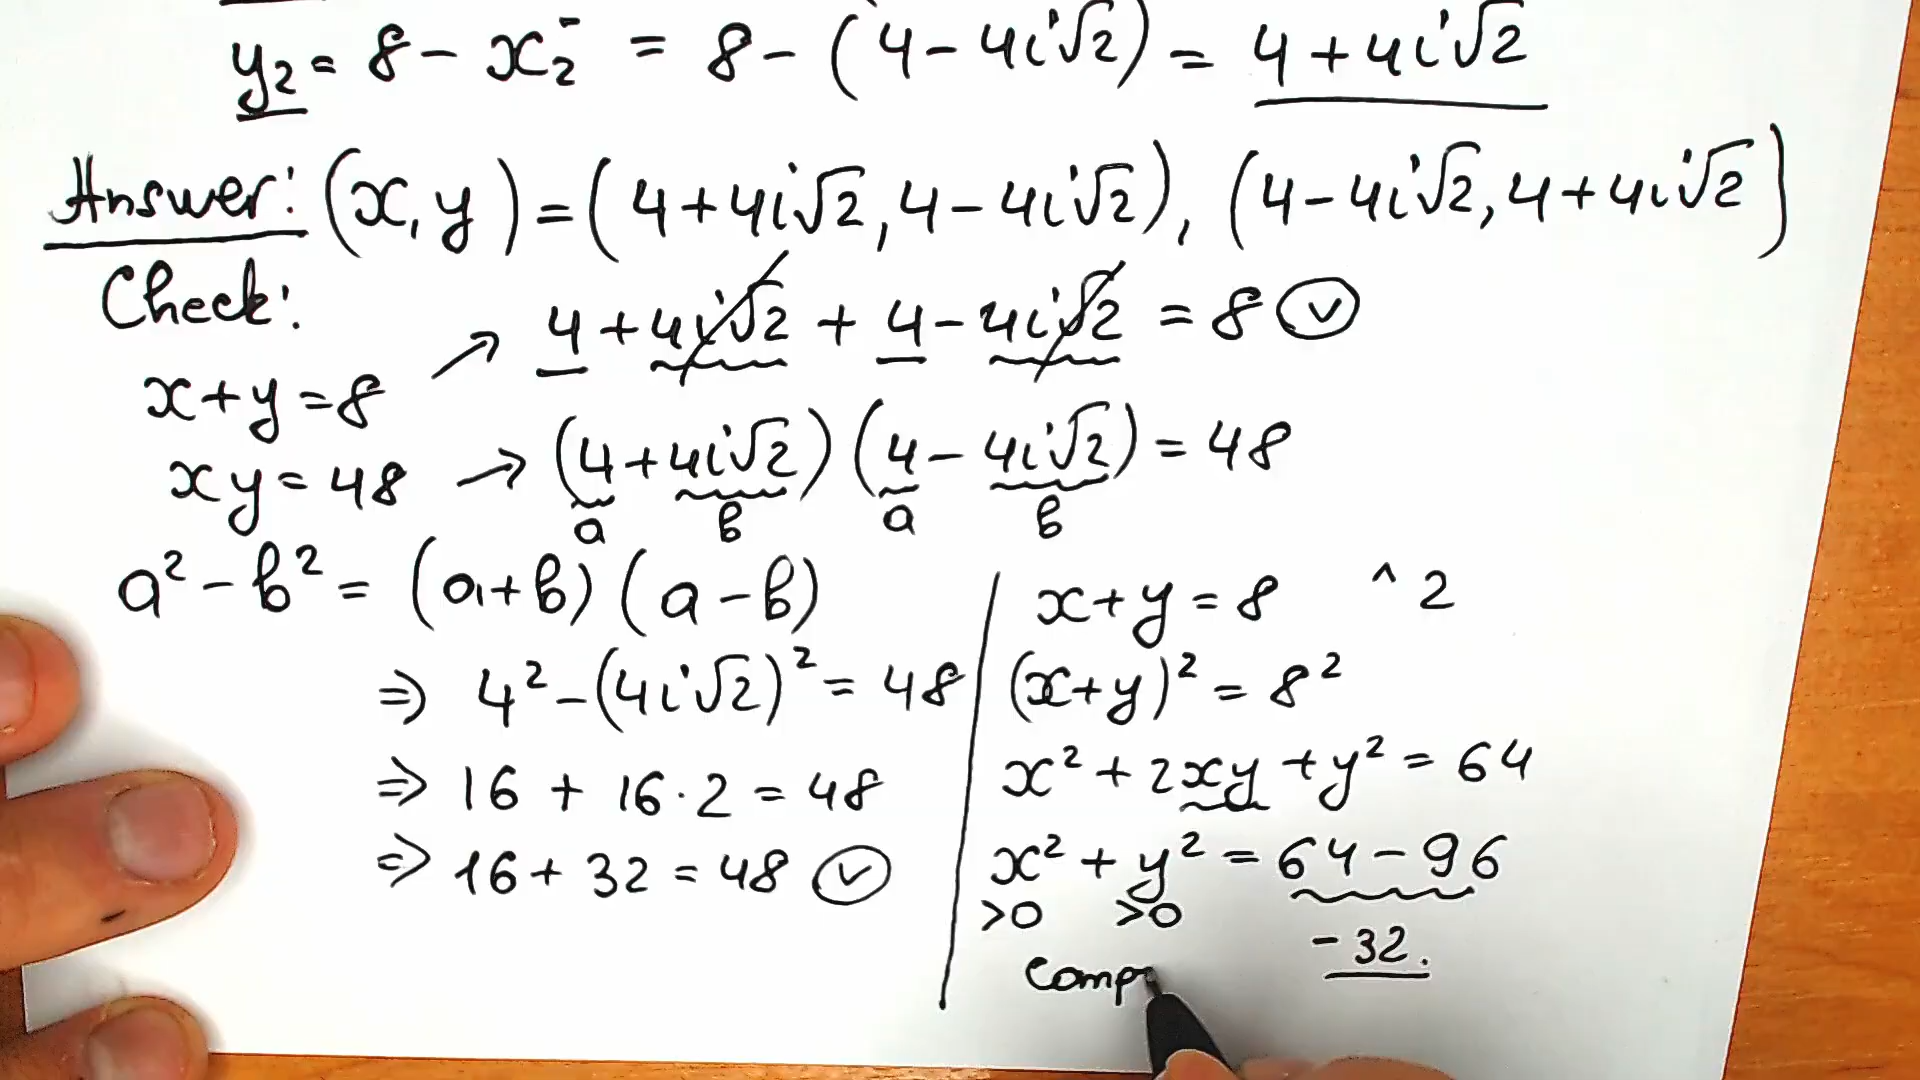 y₂ = 8 - x₂ = 8 - (4 - 4i√2) = 4 + 4i√2
Answer: (x, y) = (4 + 4i√2, 4 - 4i√2), (4 - 4i√2, 4 + 4i√2)
Check:
4 + 4i√2 + 4 - 4i√2 = 8 ✓
x + y = 8 →
xy = 48 → (4 + 4i√2)(4 - 4i√2) = 48
a b a b
a² - b² = (a + b)(a - b)
⇒ 4² - (4i√2)² = 48
⇒ 16 + 16 · 2 = 48
⇒ 16 + 32 = 48 ✓
x + y = 8 ^ 2
(x + y)² = 8²
x² + 2xy + y² = 64
x² + y² = 64 - 96
>0 >0
- 32.
Comp